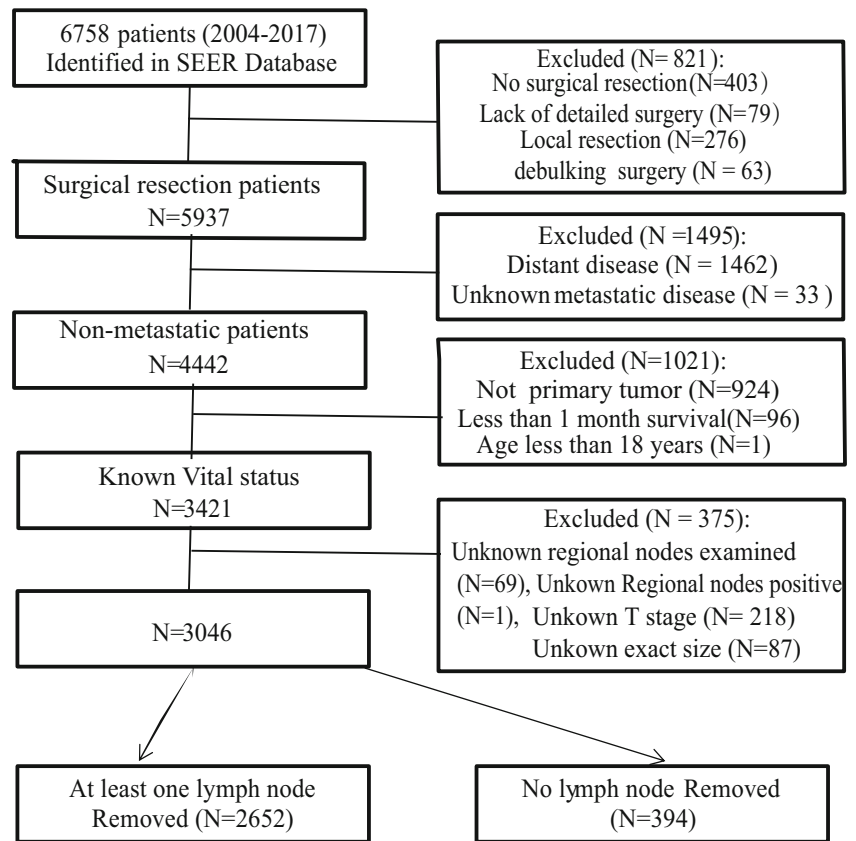 6758 patients (2004-2017)
Identified in SEER Database
Excluded (N= 821):
No surgical resection(N=403)
Lack of detailed surgery (N=79)
Local resection(N=276)
debulking surgery (N = 63)
Surgical resection patients
N=5937
Excluded (N =1495):
Distant disease (N = 1462)
Unknown metastatic disease (N = 33 )
Non-metastatic patients
N=4442
Excluded (N=1021):
Not primary tumor (N=924)
Less than 1 month survival(N=96)
Age less than 18 years (N=1)
Known Vital status
N=3421
Excluded (N = 375):
Unknown regional nodes examined
(N=69), Unkown Regional nodes positive
(N=1), Unkown T stage (N= 218)
Unkown exact size (N=87)
N=3046
At least one lymph node
Removed (N=2652)
No lymph node Removed
(N=394)